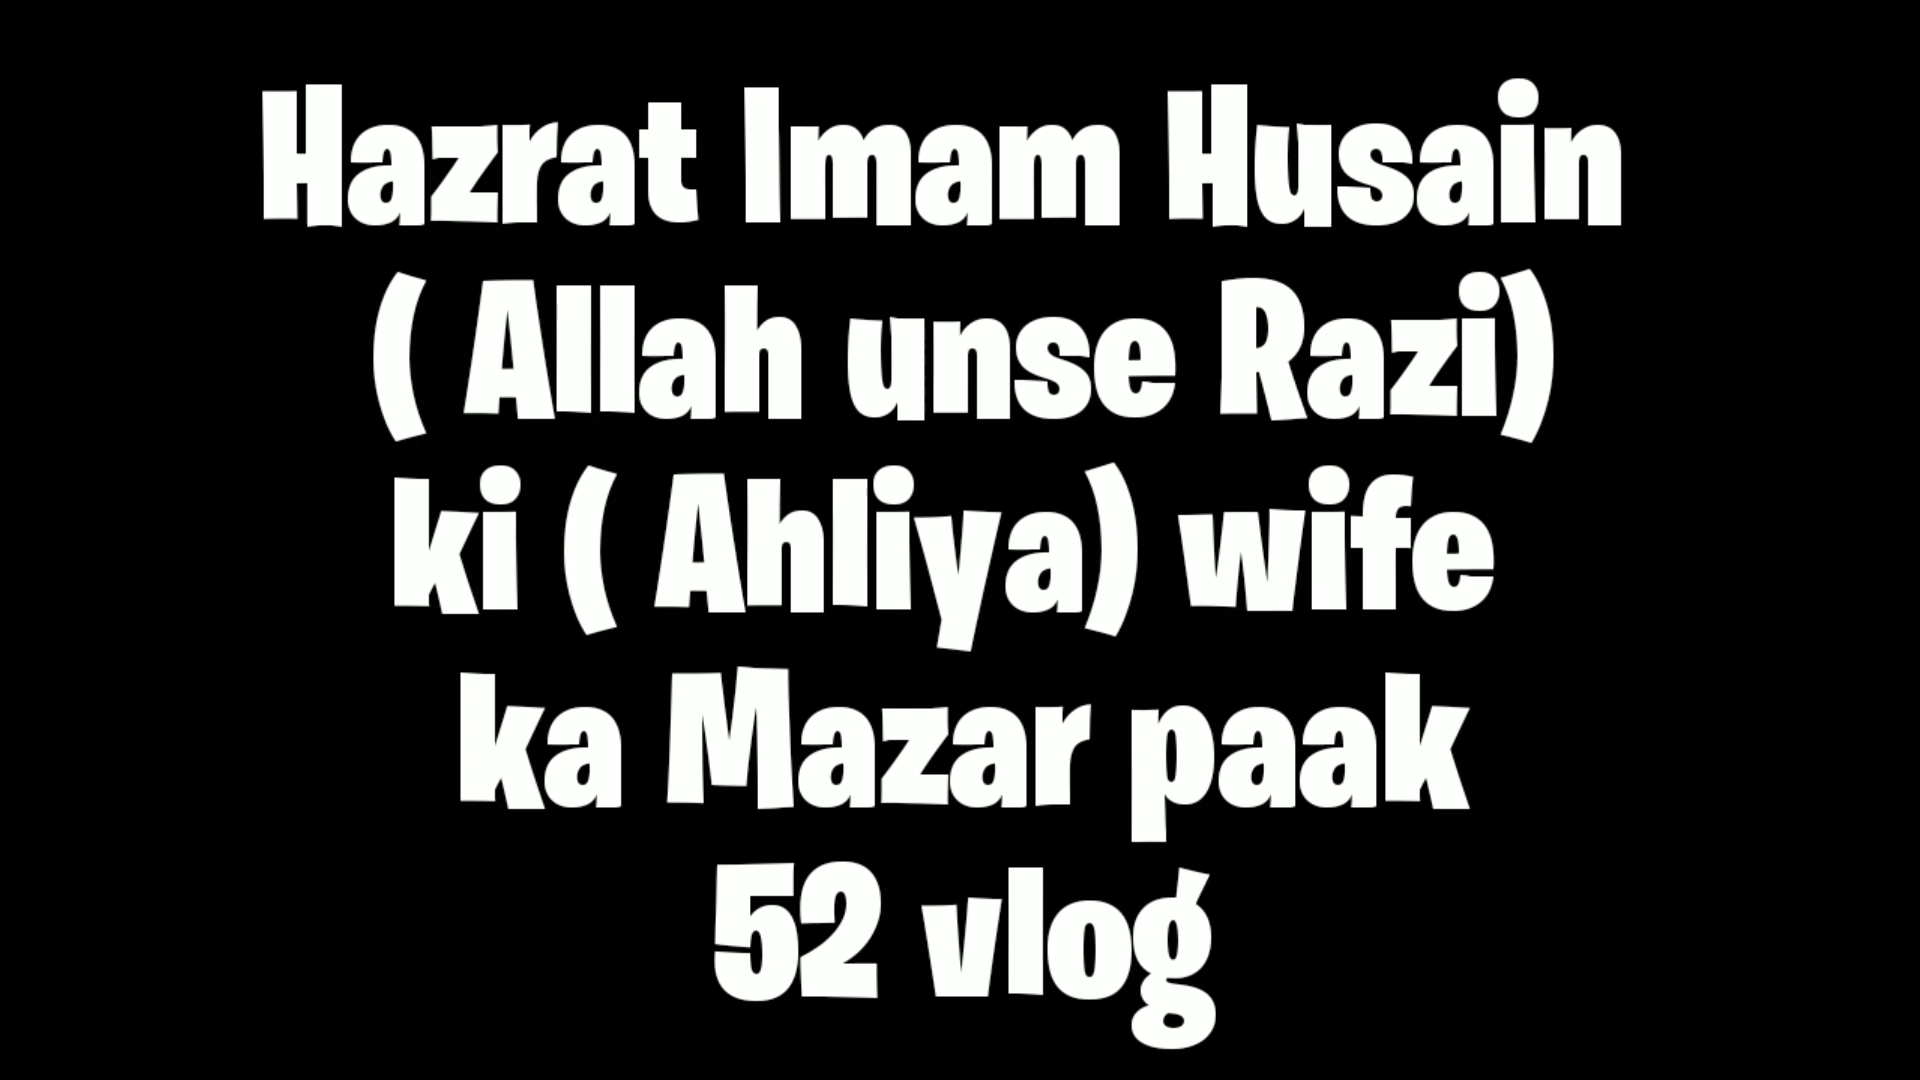 Hazrat Imam Husain
( Allah unse Razi)
ki ( Ahliya) wife
ka Mazar paak
52 vlog